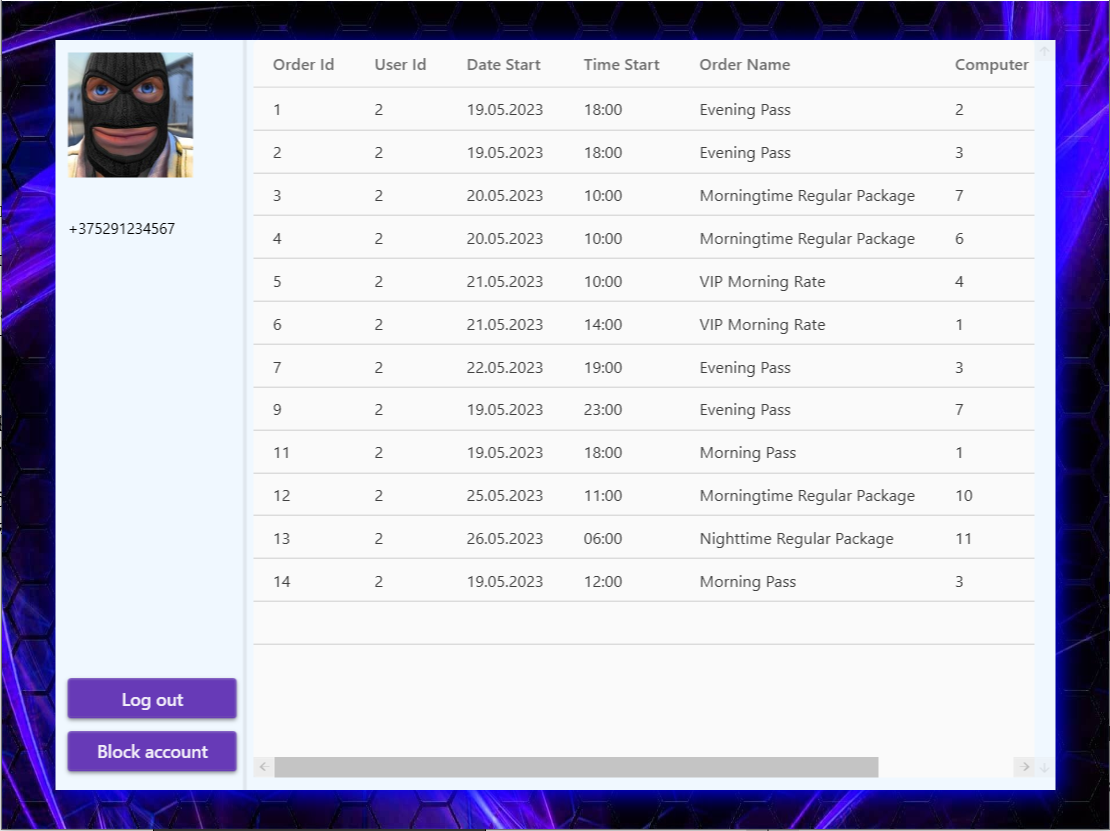 +375291234567
Log out
Block account
Order Id User Id Date Start Time Start Order Name Computer
1 2 19.05.2023 18:00 Evening Pass 2
2 2 19.05.2023 18:00 Evening Pass 3
3 2 20.05.2023 10:00 Morningtime Regular Package 7
4 2 20.05.2023 10:00 Morningtime Regular Package 6
5 2 21.05.2023 10:00 VIP Morning Rate 4
6 2 21.05.2023 14:00 VIP Morning Rate 1
7 2 22.05.2023 19:00 Evening Pass 3
9 2 19.05.2023 23:00 Evening Pass 7
11 2 19.05.2023 18:00 Morning Pass 1
12 2 25.05.2023 11:00 Morningtime Regular Package 10
13 2 26.05.2023 06:00 Nighttime Regular Package 11
14 2 19.05.2023 12:00 Morning Pass 3